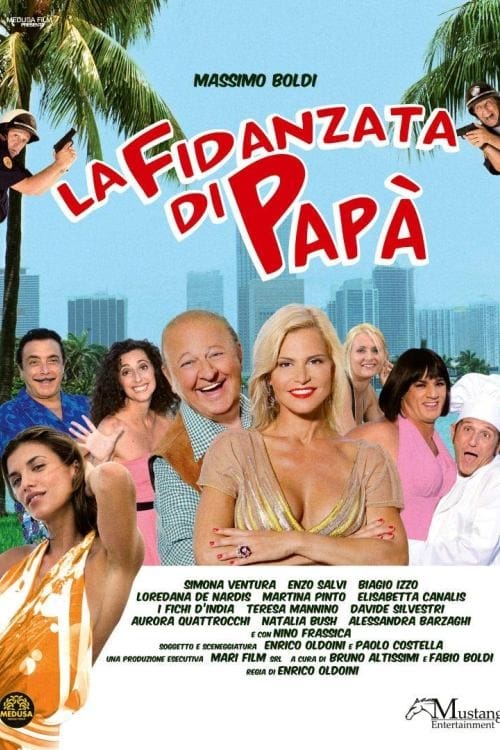 MEDUSA FILM
PRESENTA
MASSIMO BOLDI
LA FIDANZATA
DI PAPÀ
SIMONA VENTURA ENZO SALVI BIAGIO IZZO
LOREDANA DE NARDIS MARTINA PINTO ELISABETTA CANALIS
I FICHI D'INDIA TERESA MANNINO DAVIDE SILVESTRI
AURORA QUATTROCCHI NATALIA BUSH ALESSANDRA BARZAGHI
E CON NINO FRASSICA
SOGGETTO E SCENEGGIATURA ENRICO OLDOINI E PAOLO COSTELLA
UNA PRODUZIONE ESECUTIVA MARI FILM SRL A CURA DI BRUNO ALTISSIMI E FABIO BOLDI
REGIA DI ENRICO OLDOINI
MEDUSA
Mustang
Entertainment